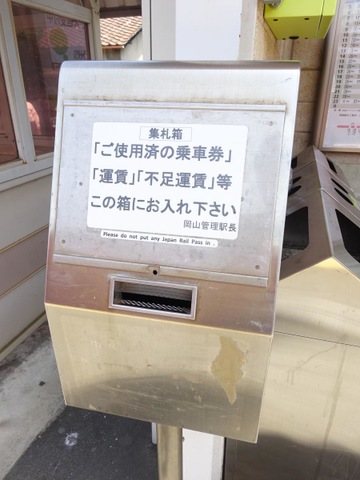 集札箱
「ご使用済の乗車券」
「運賃」「不足運賃」等
この箱にお入れ下さい
岡山管理駅長
Please do not put any Japan Rail Pass in .